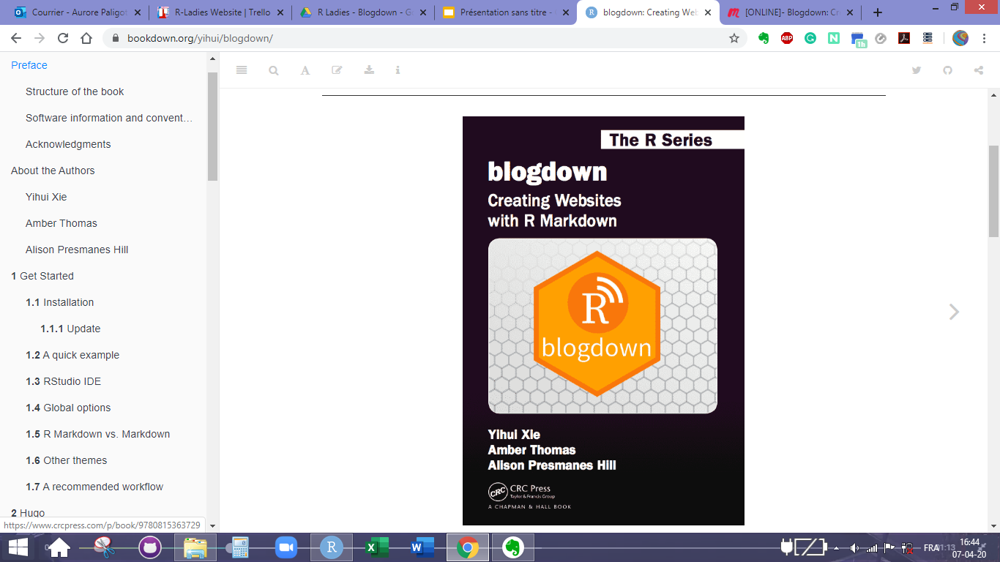 Courrier - Aurore Paligot
R-Ladies Website | Trello
R Ladies - Blogdown - G
Présentation sans titre -
blogdown: Creating Web
[ONLINE]- Blogdown: Cr
bookdown.org/yihui/blogdown/
ABP
G
N
1h
Preface
Structure of the book
Software information and convent…
Acknowledgments
About the Authors
Yihui Xie
Amber Thomas
Alison Presmanes Hill
1 Get Started
1.1 Installation
1.1.1 Update
1.2 A quick example
1.3 RStudio IDE
1.4 Global options
1.5 R Markdown vs. Markdown
1.6 Other themes
1.7 A recommended workflow
2 Hugo
https://www.crcpress.com/p/book/9780815363729
A
i
The R Series
blogdown
Creating Websites
with R Markdown
R
blogdown
Yihui Xie
Amber Thomas
Alison Presmanes Hill
CRC
CRC Press
Taylor & Francis Group
A CHAPMAN & HALL BOOK
R
X
W
FRA
01:13
16:44
07-04-20